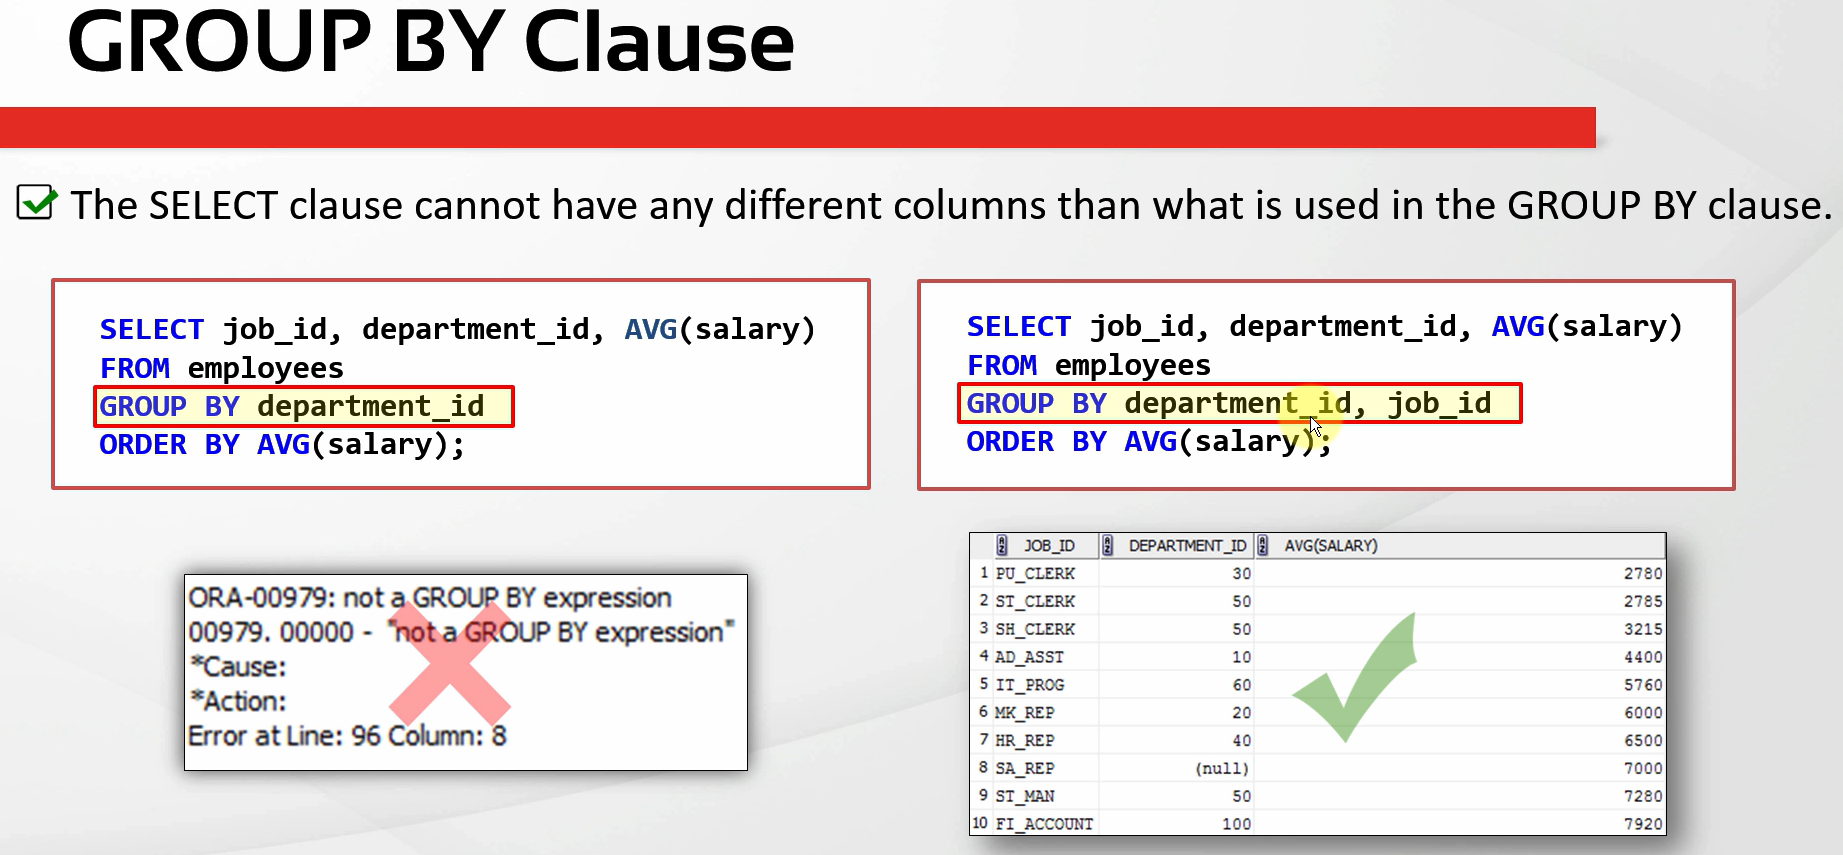 GROUP BY Clause
The SELECT clause cannot have any different columns than what is used in the GROUP BY clause.
SELECT job_id, department_id, AVG(salary)
FROM employees
GROUP BY department_id
ORDER BY AVG(salary);
SELECT job_id, department_id, AVG(salary)
FROM employees
GROUP BY department_id, job_id
ORDER BY AVG(salary);
ORA-00979: not a GROUP BY expression
00979. 00000 - "not a GROUP BY expression"
*Cause:
*Action:
Error at Line: 96 Column: 8
JOB_ID DEPARTMENT_ID AVG(SALARY)
1 PU_CLERK 30 2780
2 ST_CLERK 50 2785
3 SH_CLERK 50 3215
4 AD_ASST 10 4400
5 IT_PROG 60 5760
6 MK_REP 20 6000
7 HR_REP 40 6500
8 SA_REP (null) 7000
9 ST_MAN 50 7280
10 FI_ACCOUNT 100 7920